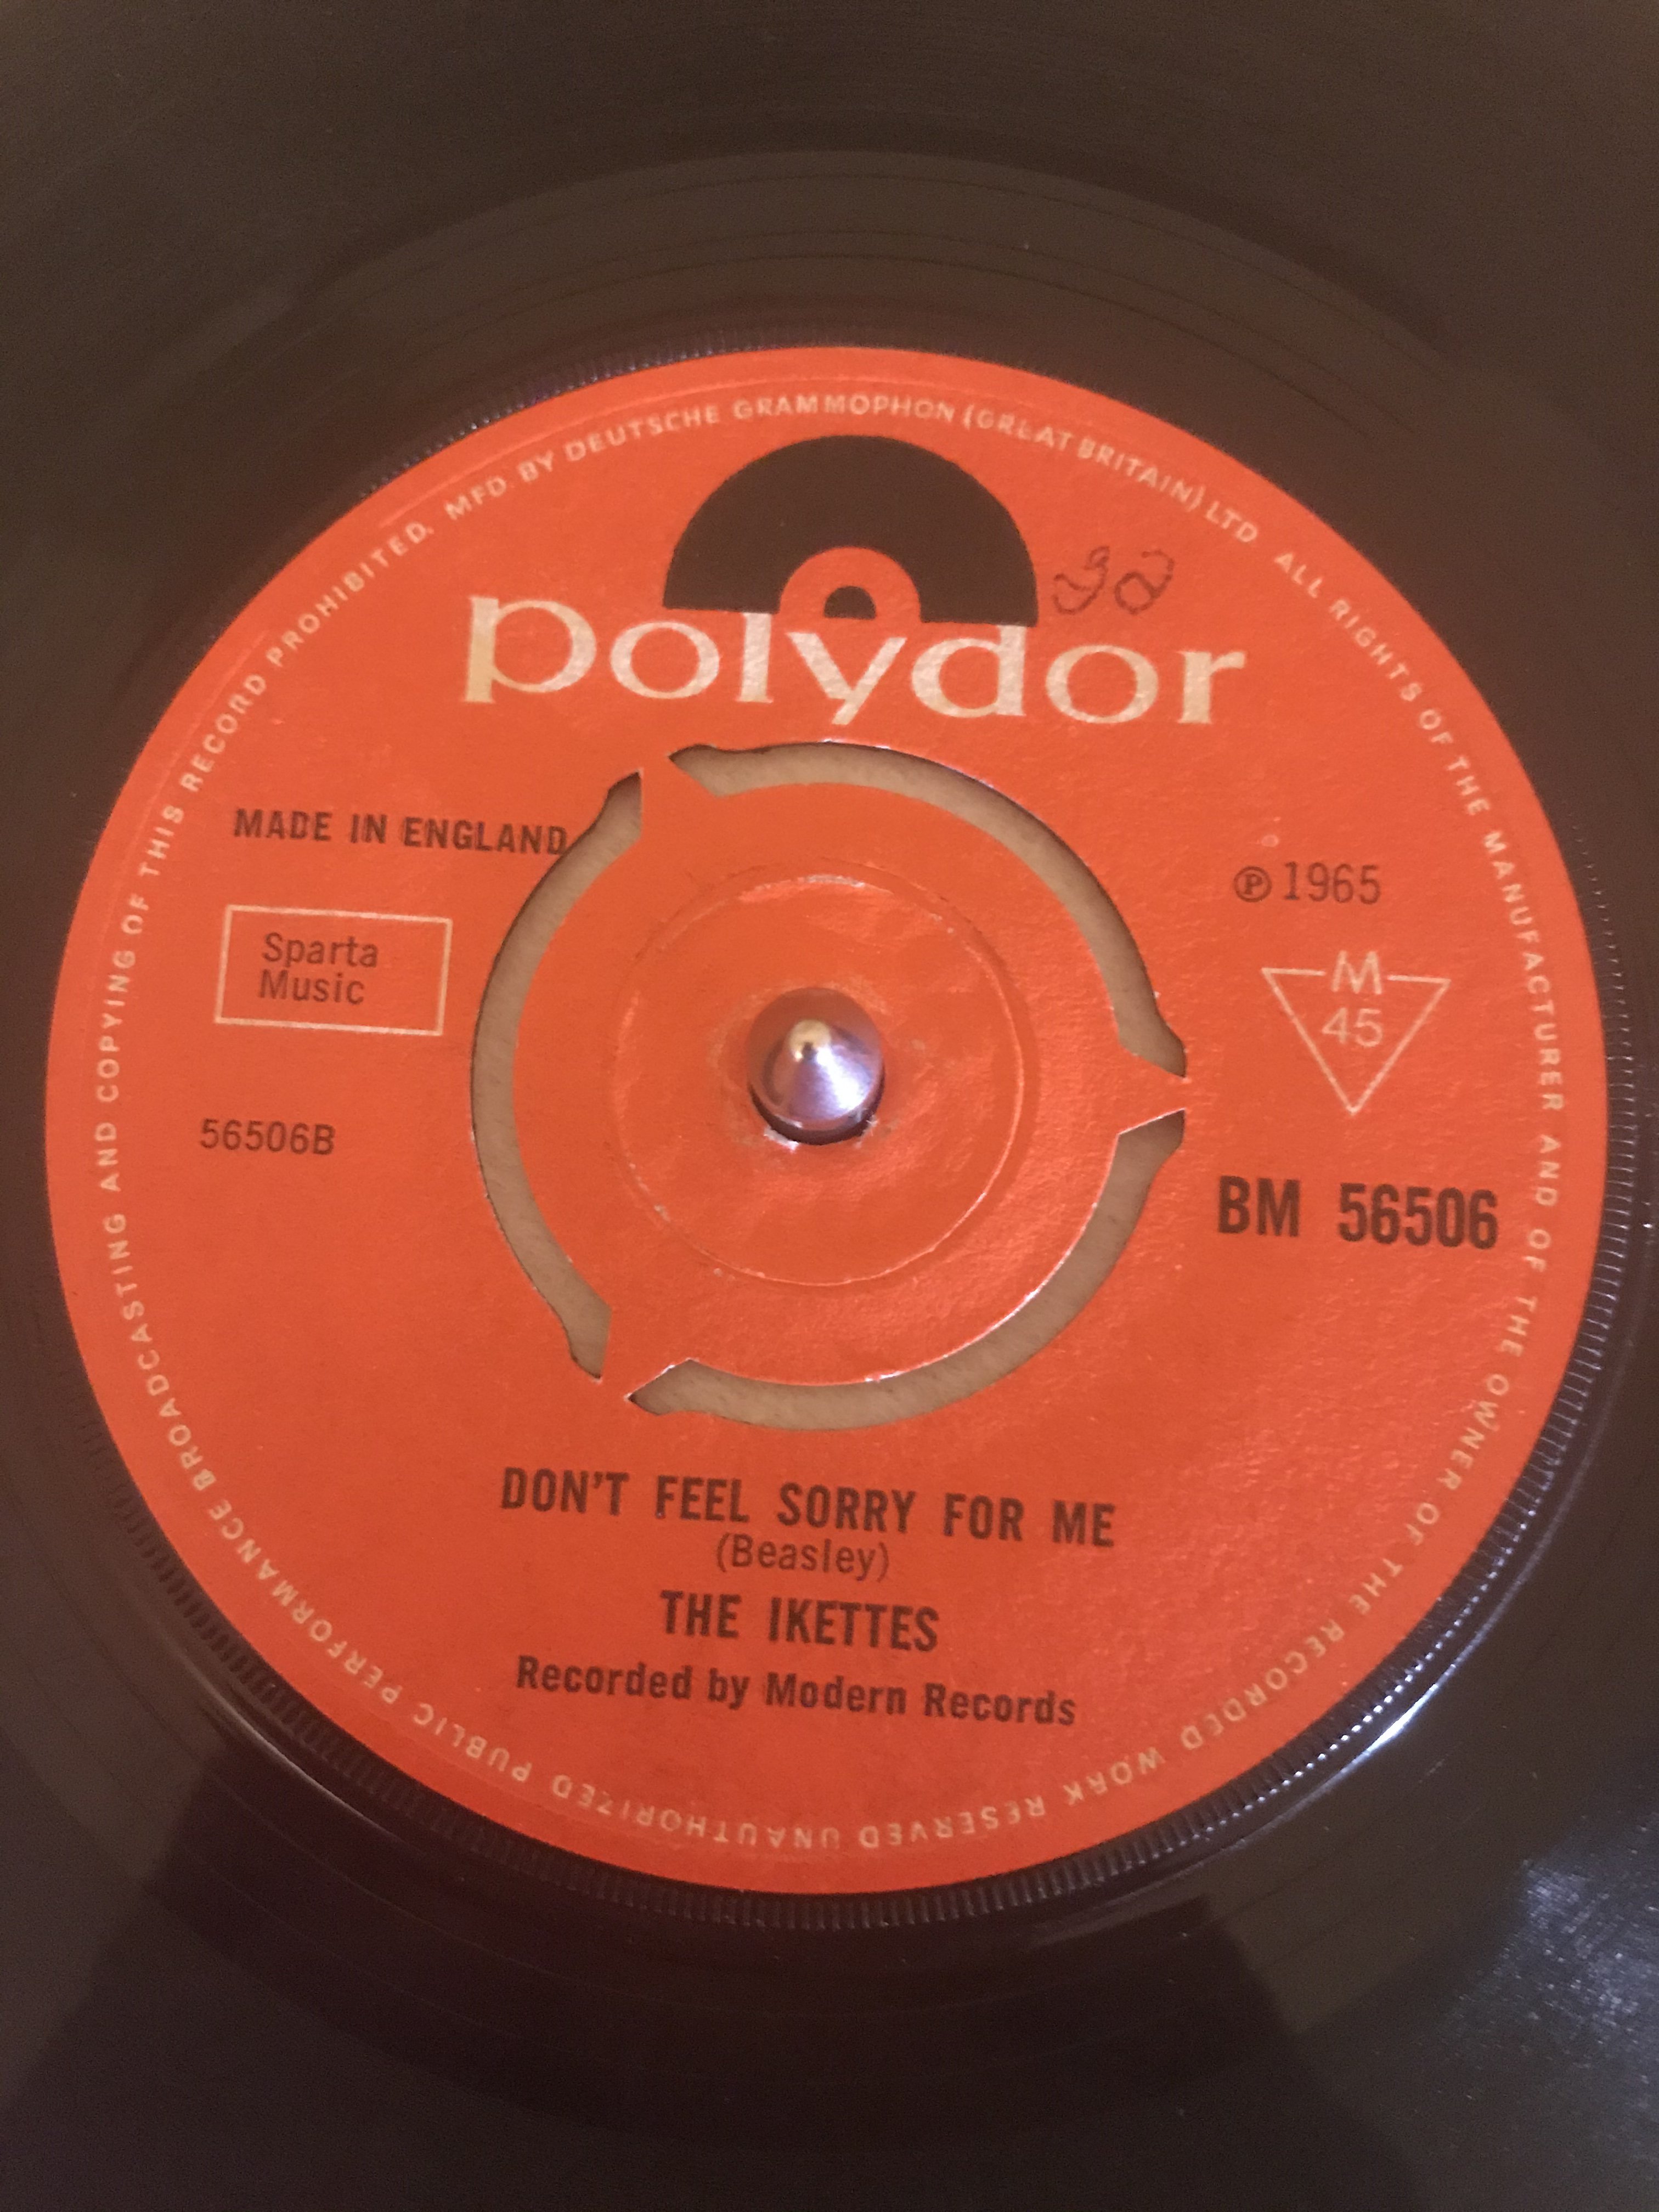 MFD. BY DEUTSCHE GRAMMOPHON (GREAT BRITAIN) LTD. ALL RIGHTS OF THE MANUFACTURER AND OF THE OWNER OF THE RECORDED WORK RESERVED UNAUTHORIZED PUBLIC PERFORMANCE BROADCASTING AND COPYING OF THIS RECORD PROHIBITED.
polydor
MADE IN ENGLAND
℗ 1965
Sparta
Music
M
45
56506B
BM 56506
DON'T FEEL SORRY FOR ME
(Beasley)
THE IKETTES
Recorded by Modern Records